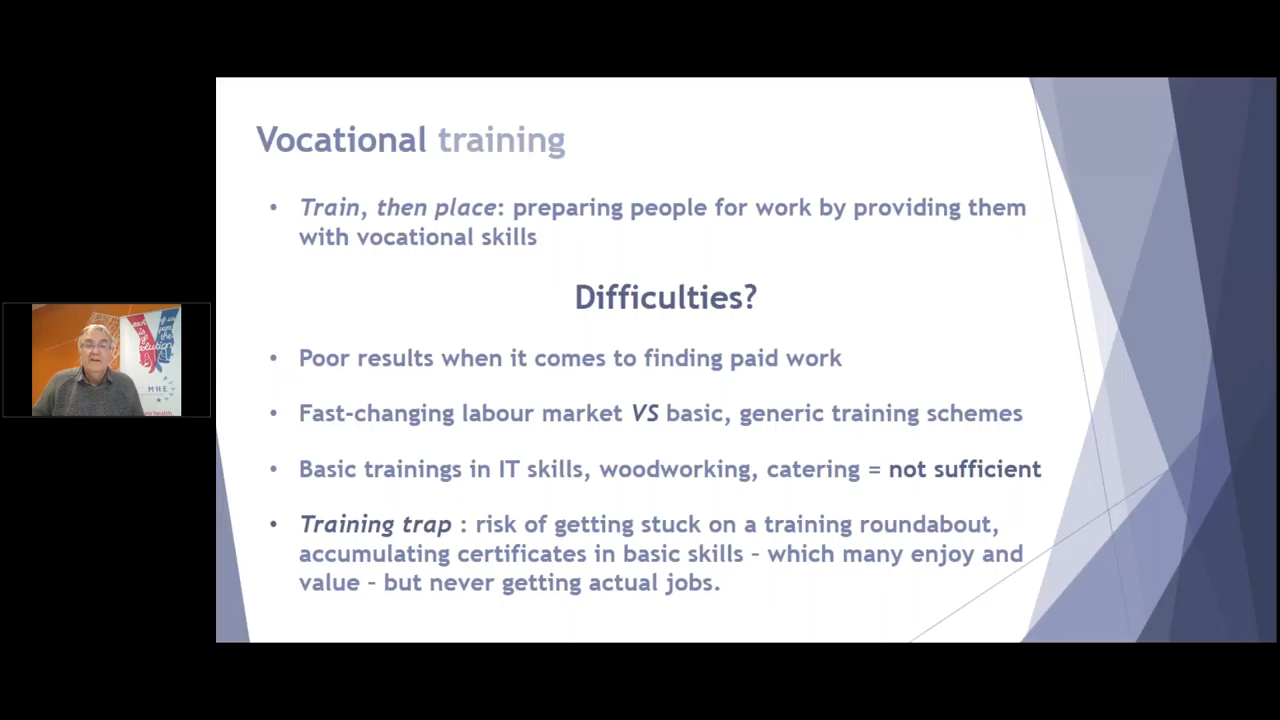 Vocational training
• Train, then place: preparing people for work by providing them
with vocational skills
Difficulties?
• Poor results when it comes to finding paid work
• Fast-changing labour market VS basic, generic training schemes
• Basic trainings in IT skills, woodworking, catering = not sufficient
• Training trap : risk of getting stuck on a training roundabout,
accumulating certificates in basic skills – which many enjoy and
value – but never getting actual jobs.
MHE